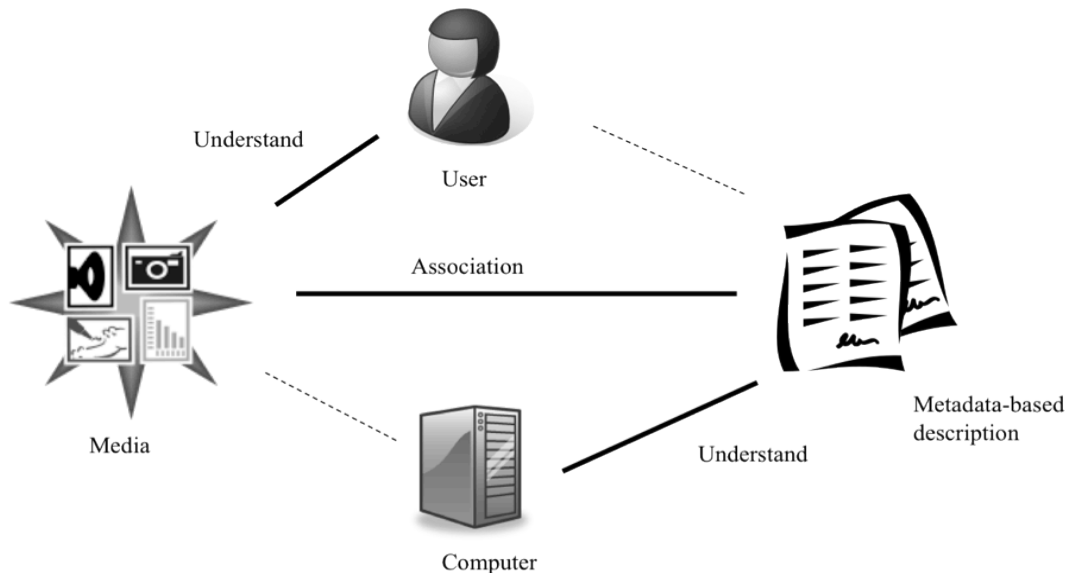 Understand
User
Association
Media
Metadata-based
description
Understand
Computer